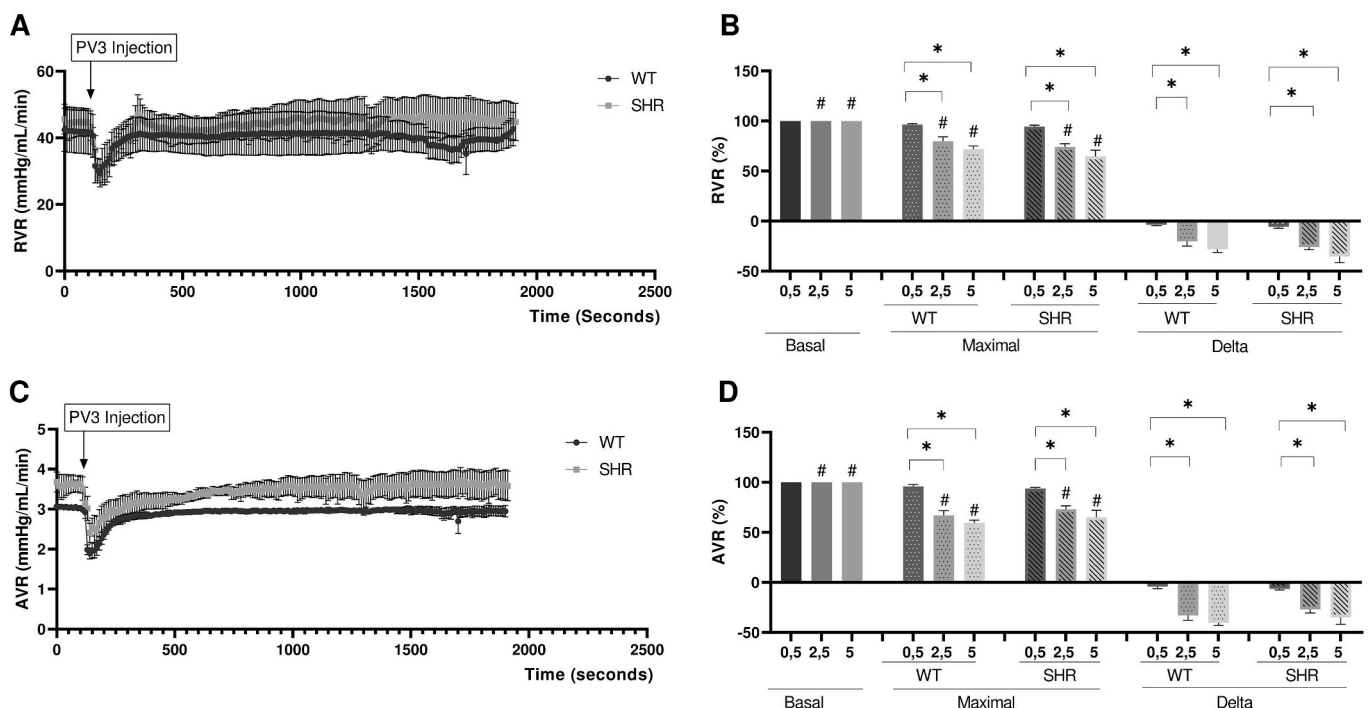 A
PV3 Injection
RVR (mmHg/mL/min)
60
40
20
0
0 500 1000 1500 2000 2500
Time (Seconds)
WT
SHR
B
RVR (%)
150
100
50
0
-50
* * * *
* * * *
# # # # # #
0,5 2,5 5 0,5 2,5 5 0,5 2,5 5 0,5 2,5 5 0,5 2,5 5
WT SHR WT SHR
Basal Maximal Delta
C
PV3 Injection
AVR (mmHg/mL/min)
5
4
3
2
1
0
0 500 1000 1500 2000 2500
Time (seconds)
WT
SHR
D
AVR (%)
150
100
50
0
-50
* * * *
* * * *
# # # # # #
0,5 2,5 5 0,5 2,5 5 0,5 2,5 5 0,5 2,5 5 0,5 2,5 5
WT SHR WT SHR
Basal Maximal Delta